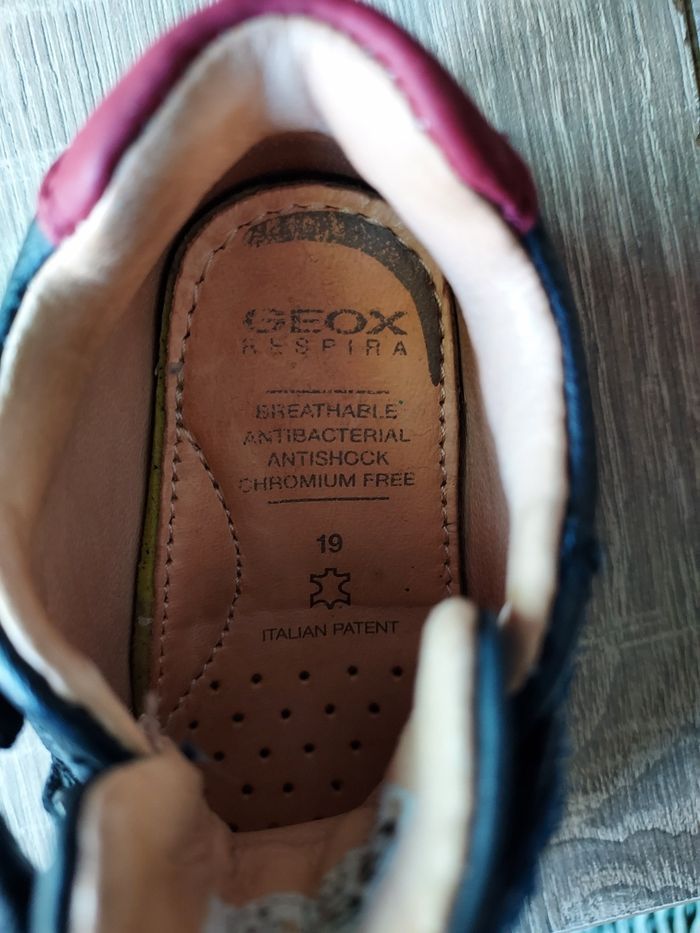 GEOX
RESPIRA
BREATHABLE
ANTIBACTERIAL
ANTISHOCK
CHROMIUM FREE
19
ITALIAN PATENT